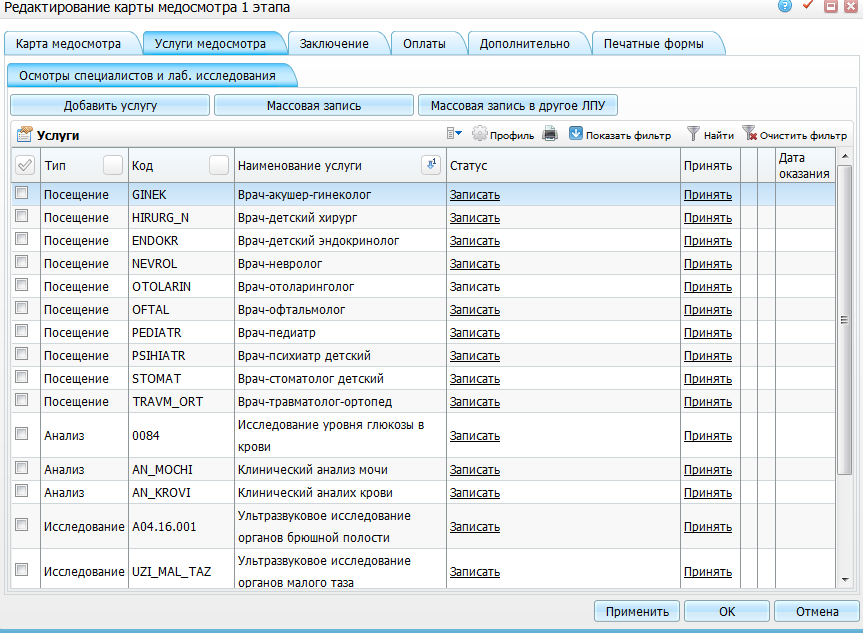 Редактирование карты медосмотра 1 этапа
Карта медосмотра Услуги медосмотра Заключение Оплаты Дополнительно Печатные формы
Осмотры специалистов и лаб. исследования
Добавить услугу Массовая запись Массовая запись в другое ЛПУ
Услуги Профиль Показать фильтр Найти Очистить фильтр
Тип Код Наименование услуги Статус Принять Дата
оказания
Посещение GINEK Врач-акушер-гинеколог Записать Принять
Посещение HIRURG_N Врач-детский хирург Записать Принять
Посещение ENDOKR Врач-детский эндокринолог Записать Принять
Посещение NEVROL Врач-невролог Записать Принять
Посещение OTOLARIN Врач-отоларинголог Записать Принять
Посещение OFTAL Врач-офтальмолог Записать Принять
Посещение PEDIATR Врач-педиатр Записать Принять
Посещение PSIHIATR Врач-психиатр детский Записать Принять
Посещение STOMAT Врач-стоматолог детский Записать Принять
Посещение TRAVM_ORT Врач-травматолог-ортопед Записать Принять
Анализ 0084 Исследование уровня глюкозы в
крови Записать Принять
Анализ AN_MOCHI Клинический анализ мочи Записать Принять
Анализ AN_KROVI Клинический аналих крови Записать Принять
Исследование A04.16.001 Ультразвуковое исследование
органов брюшной полости Записать Принять
Исследование UZI_MAL_TAZ Ультразвуковое исследование
органов малого таза Записать Принять
Применить ОК Отмена